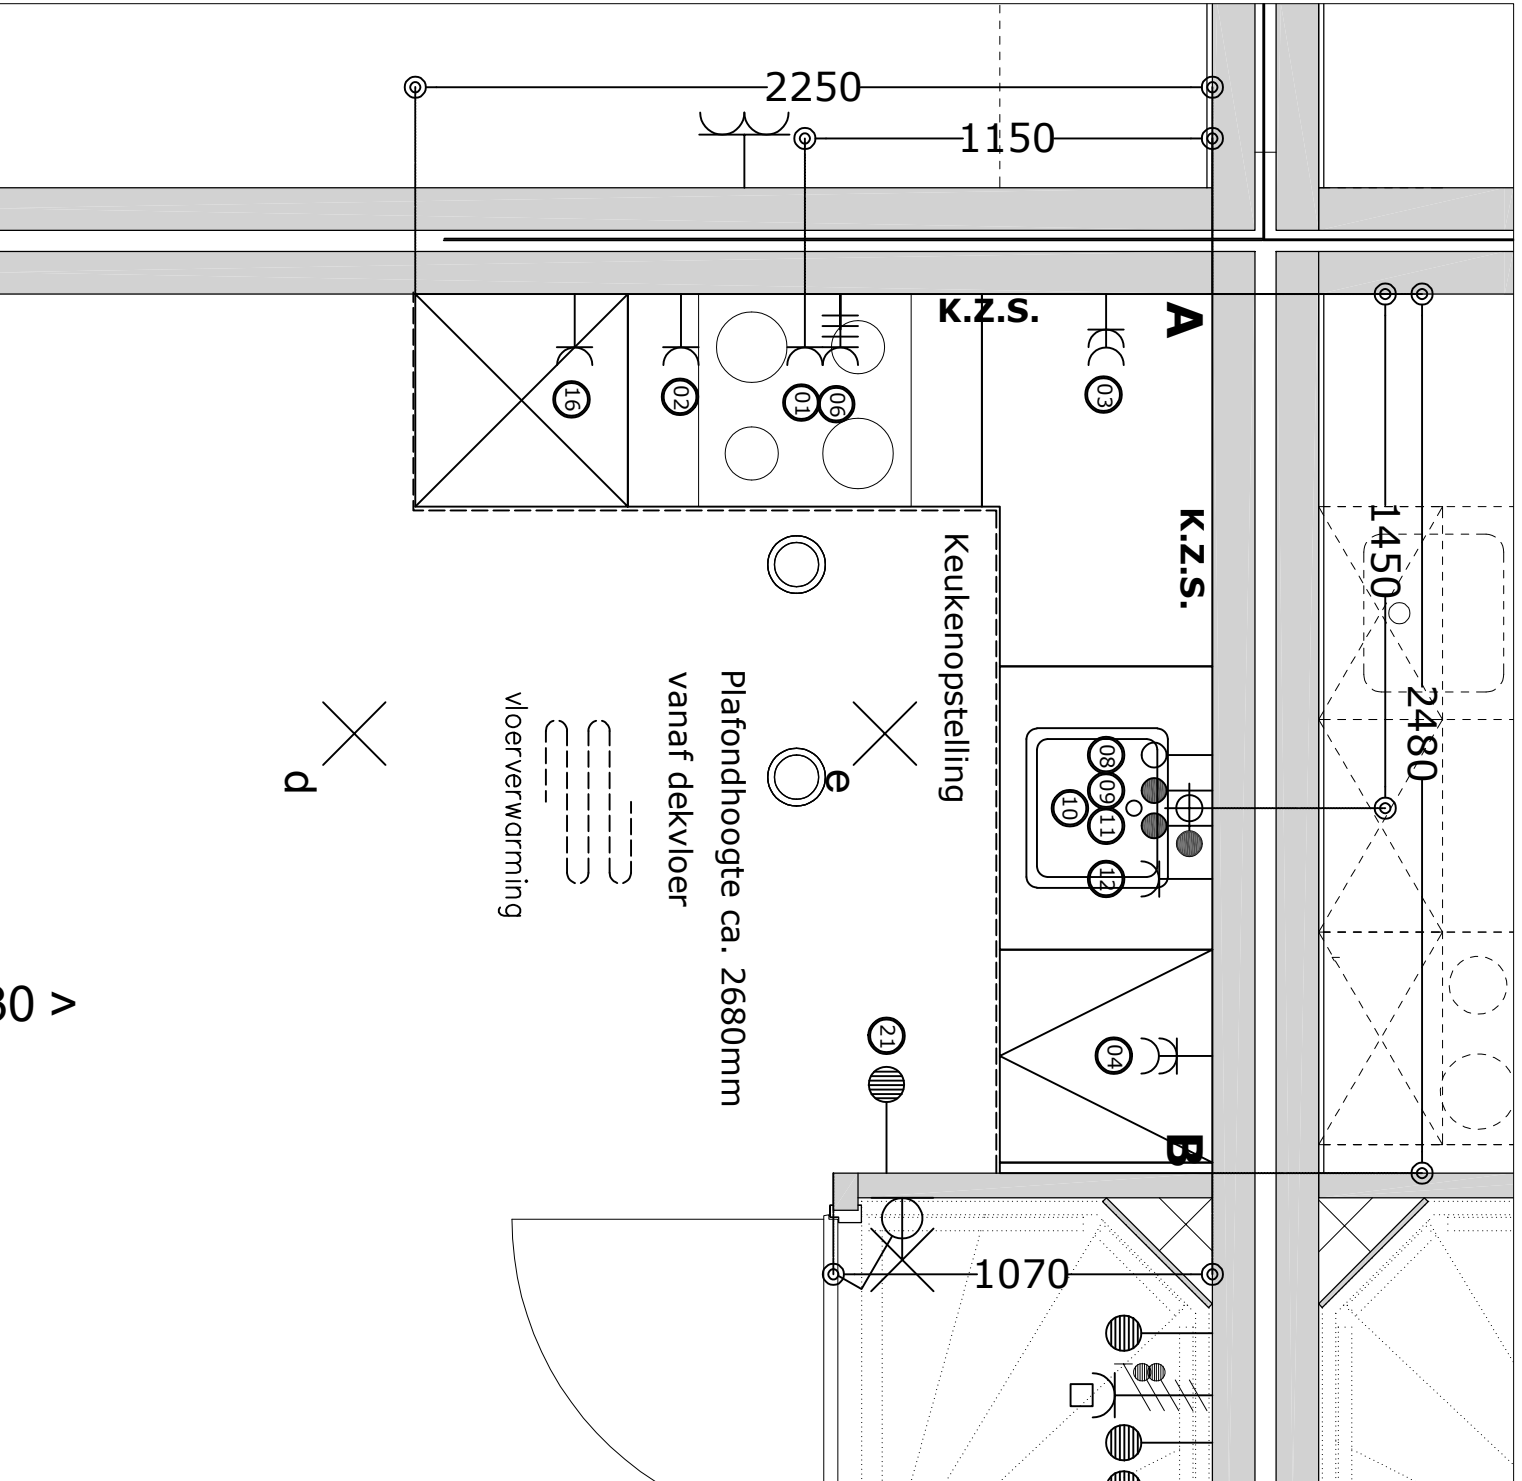 2250
1150
K.Z.S.
A
16
02
01
06
03
K.Z.S.
1450
2480
Keukenopstelling
Plafondhoogte ca. 2680mm
vanaf dekvloer
vloerverwarming
d
e
08
09
10
11
12
30 >
21
04
B
1070